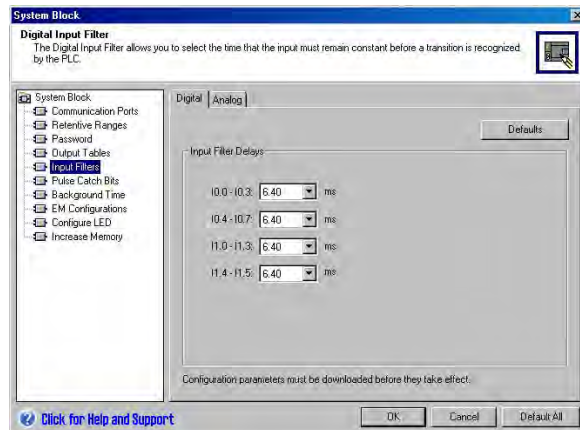 System Block
Digital Input Filter
The Digital Input Filter allows you to select the time that the input must remain constant before a transition is recognized
by the PLC.
System Block
Communication Ports
Retentive Ranges
Password
Output Tables
Input Filters
Pulse Catch Bits
Background Time
EM Configurations
Configure LED
Increase Memory
Digital
Analog
Defaults
Input Filter Delays
I0.0 - I0.3: 6.40 ms
I0.4 - I0.7: 6.40 ms
I1.0 - I1.3: 6.40 ms
I1.4 - I1.5: 6.40 ms
Configuration parameters must be downloaded before they take effect.
Click for Help and Support
OK
Cancel
Default All